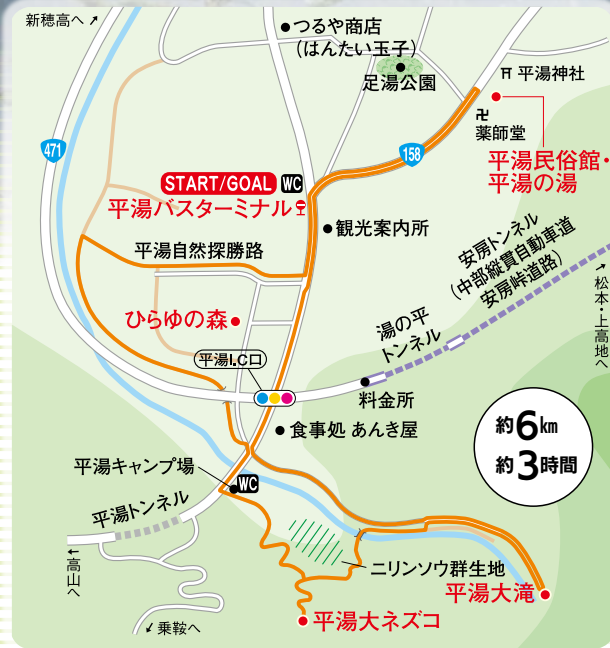 新穂高へ
つるや商店
(はんたい玉子)
足湯公園
平湯神社
薬師堂
471
158
平湯民俗館・
平湯の湯
START/GOAL WC
平湯バスターミナル
観光案内所
平湯自然探勝路
安房トンネル
(中部縦貫自動車道
安房峠道路)
松本・上高地へ
ひらゆの森
湯の平
トンネル
平湯I.C口
料金所
食事処 あんき屋
約6km
約3時間
平湯キャンプ場
WC
平湯トンネル
ニリンソウ群生地
高山へ
平湯大滝
平湯大ネズコ
乗鞍へ